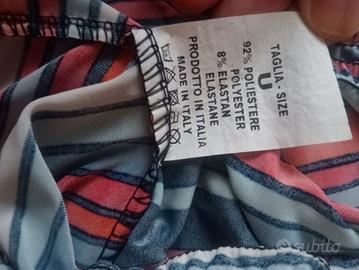 TAGLIA - SIZE
U
92% POLIESTERE
8% ELASTAN
POLYESTER
ELASTANE
PRODOTTO IN ITALIA
MADE IN ITALY
subito